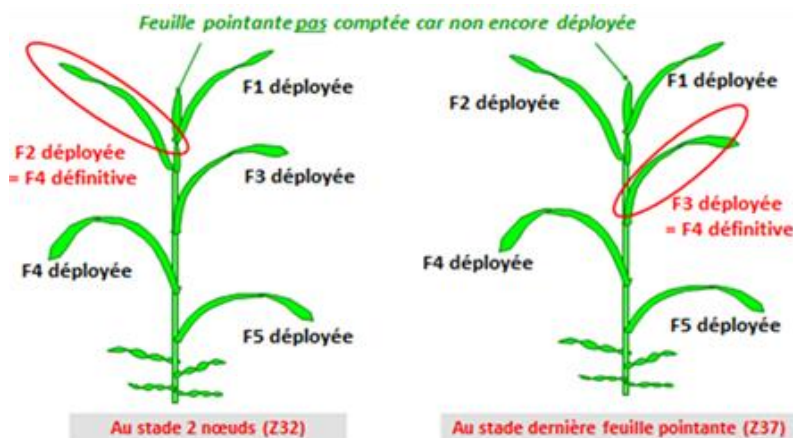 Feuille pointante pas comptée car non encore déployée
F1 déployée
F2 déployée
= F4 définitive
F3 déployée
F4 déployée
F5 déployée
Au stade 2 nœuds (Z32)
F2 déployée
F1 déployée
F3 déployée
= F4 définitive
F4 déployée
F5 déployée
Au stade dernière feuille pointante (Z37)